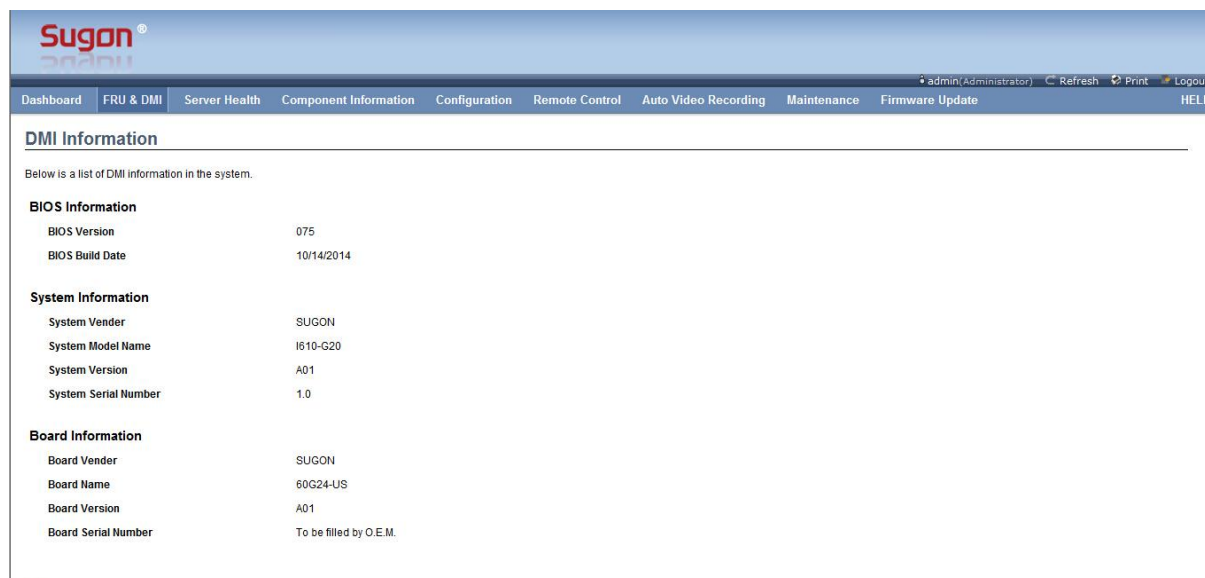 Sugon®
admin(Administrator) Refresh Print Logou
Dashboard FRU & DMI Server Health Component Information Configuration Remote Control Auto Video Recording Maintenance Firmware Update HEL
DMI Information
Below is a list of DMI information in the system.
BIOS Information
BIOS Version 075
BIOS Build Date 10/14/2014
System Information
System Vender SUGON
System Model Name I610-G20
System Version A01
System Serial Number 1.0
Board Information
Board Vender SUGON
Board Name 60G24-US
Board Version A01
Board Serial Number To be filled by O.E.M.